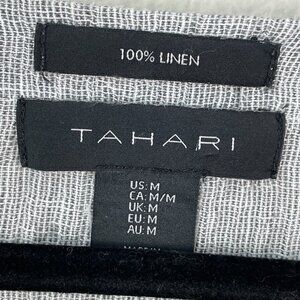 100% LINEN
TAHARI
US: M
CA: M/M
UK: M
EU: M
AU: M